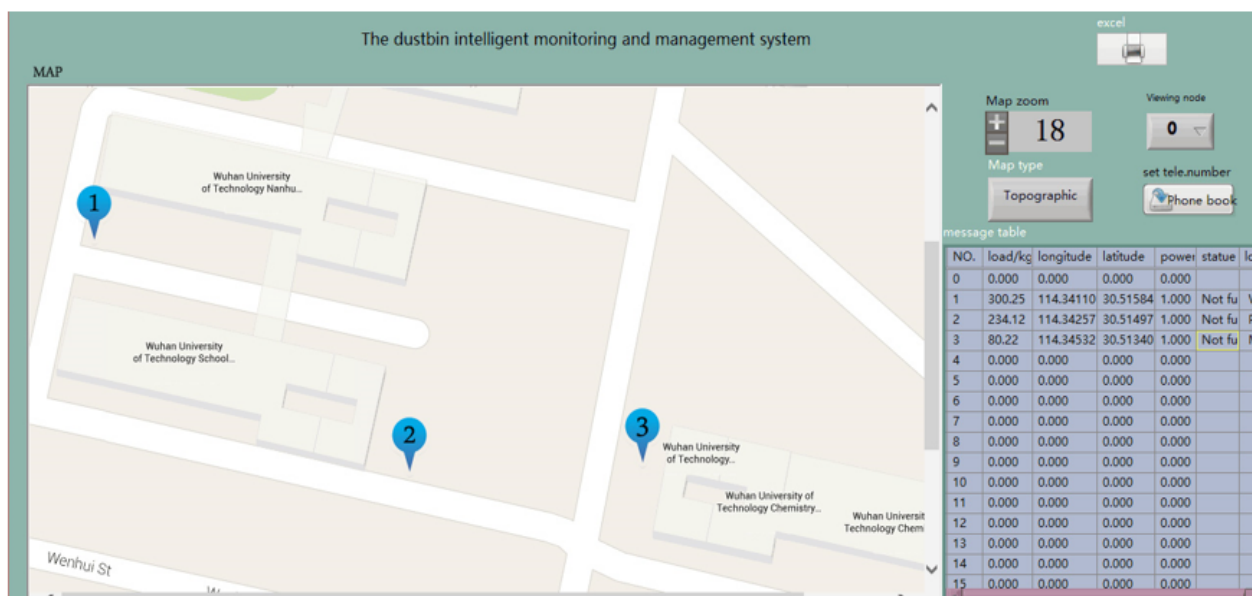 The dustbin intelligent monitoring and management system
excel
MAP
Map zoom
Viewing node
18
0
Map type
set tele.number
Topographic
Phone book
message table
Wuhan University
of Technology Nanhu...
1
Wuhan University
of Technology School...
2
3
Wuhan University
of Technology...
Wuhan University of
Technology Chemistry...
Wuhan Universit
Technology Chem
Wenhui St
NO. load/kg longitude latitude power statue lo
0 0.000 0.000 0.000 0.000
1 300.25 114.34110 30.51584 1.000 Not fu
2 234.12 114.34257 30.51497 1.000 Not fu
3 80.22 114.34532 30.51340 1.000 Not fu
4 0.000 0.000 0.000 0.000
5 0.000 0.000 0.000 0.000
6 0.000 0.000 0.000 0.000
7 0.000 0.000 0.000 0.000
8 0.000 0.000 0.000 0.000
9 0.000 0.000 0.000 0.000
10 0.000 0.000 0.000 0.000
11 0.000 0.000 0.000 0.000
12 0.000 0.000 0.000 0.000
13 0.000 0.000 0.000 0.000
14 0.000 0.000 0.000 0.000
15 0.000 0.000 0.000 0.000